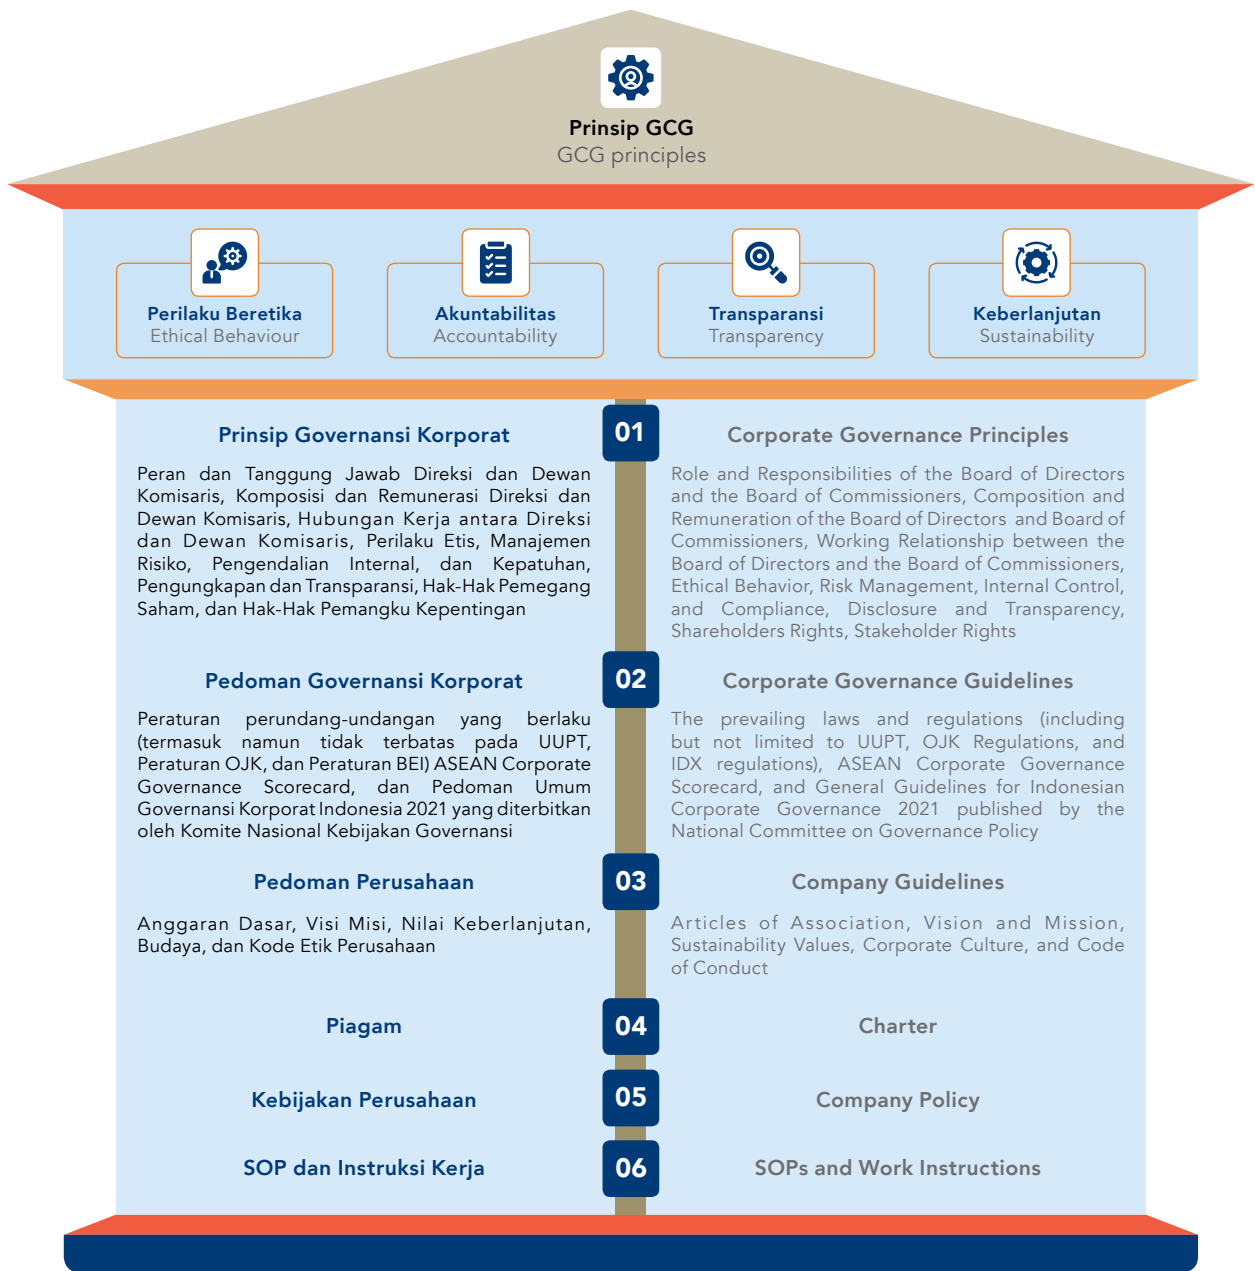 Prinsip GCG
GCG principles
Perilaku Beretika
Ethical Behaviour
Akuntabilitas
Accountability
Transparansi
Transparency
Keberlanjutan
Sustainability
01
Prinsip Governansi Korporat
Peran dan Tanggung Jawab Direksi dan Dewan
Komisaris, Komposisi dan Remunerasi Direksi dan
Dewan Komisaris, Hubungan Kerja antara Direksi
dan Dewan Komisaris, Perilaku Etis, Manajemen
Risiko, Pengendalian Internal, dan Kepatuhan,
Pengungkapan dan Transparansi, Hak-Hak Pemegang
Saham, dan Hak-Hak Pemangku Kepentingan
Corporate Governance Principles
Role and Responsibilities of the Board of Directors
and the Board of Commissioners, Composition and
Remuneration of the Board of Directors and Board of
Commissioners, Working Relationship between the
Board of Directors and the Board of Commissioners,
Ethical Behavior, Risk Management, Internal Control,
and Compliance, Disclosure and Transparency,
Shareholders Rights, Stakeholder Rights
02
Pedoman Governansi Korporat
Peraturan perundang-undangan yang berlaku
(termasuk namun tidak terbatas pada UUPT,
Peraturan OJK, dan Peraturan BEI) ASEAN Corporate
Governance Scorecard, dan Pedoman Umum
Governansi Korporat Indonesia 2021 yang diterbitkan
oleh Komite Nasional Kebijakan Governansi
Corporate Governance Guidelines
The prevailing laws and regulations (including
but not limited to UUPT, OJK Regulations, and
IDX regulations), ASEAN Corporate Governance
Scorecard, and General Guidelines for Indonesian
Corporate Governance 2021 published by the
National Committee on Governance Policy
03
Pedoman Perusahaan
Anggaran Dasar, Visi Misi, Nilai Keberlanjutan,
Budaya, dan Kode Etik Perusahaan
Company Guidelines
Articles of Association, Vision and Mission,
Sustainability Values, Corporate Culture, and Code
of Conduct
04
Piagam
Charter
05
Kebijakan Perusahaan
Company Policy
06
SOP dan Instruksi Kerja
SOPs and Work Instructions